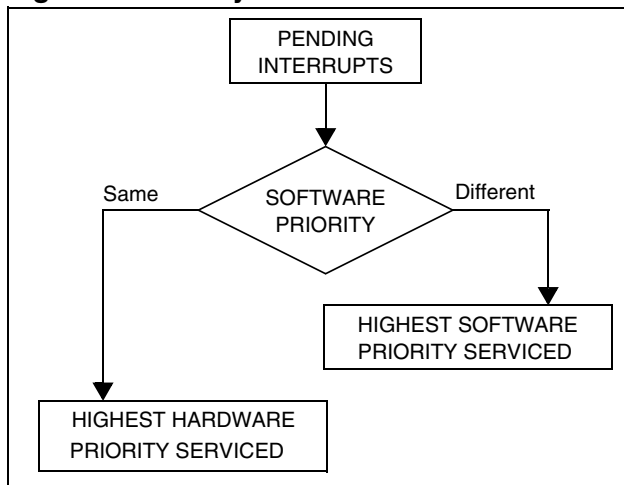 PENDING
INTERRUPTS
Same
SOFTWARE
PRIORITY
Different
HIGHEST SOFTWARE
PRIORITY SERVICED
HIGHEST HARDWARE
PRIORITY SERVICED